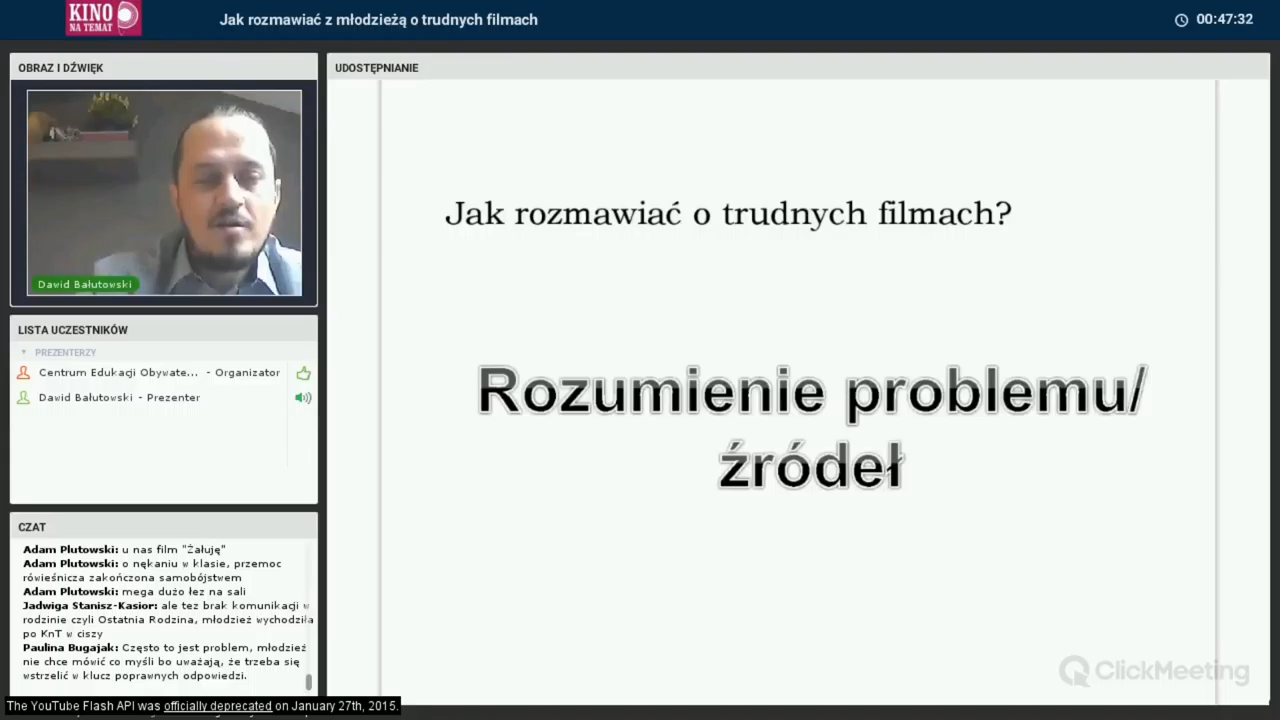 KINO
NA TEMAT
Jak rozmawiać z młodzieżą o trudnych filmach
00:47:32
OBRAZ I DŹWIĘK
Dawid Bałutowski
LISTA UCZESTNIKÓW
PREZENTERZY
Centrum Edukacji Obywate... - Organizator
Dawid Bałutowski - Prezenter
CZAT
Adam Plutowski: u nas film "Żałuję"
Adam Plutowski: o nękaniu w klasie, przemoc
rówieśnicza zakończona samobójstwem
Adam Plutowski: mega dużo łez na sali
Jadwiga Stanisz-Kasior: ale tez brak komunikacji w
rodzinie czyli Ostatnia Rodzina, młodzież wychodziła
po KnT w ciszy
Paulina Bugajak: Często to jest problem, młodzież
nie chce mówić co myśli bo uważają, że trzeba się
wstrzelić w klucz poprawnych odpowiedzi.
The YouTube Flash API was officially deprecated on January 27th, 2015.
UDOSTĘPNIANIE
Jak rozmawiać o trudnych filmach?
Rozumienie problemu/
źródeł
ClickMeeting